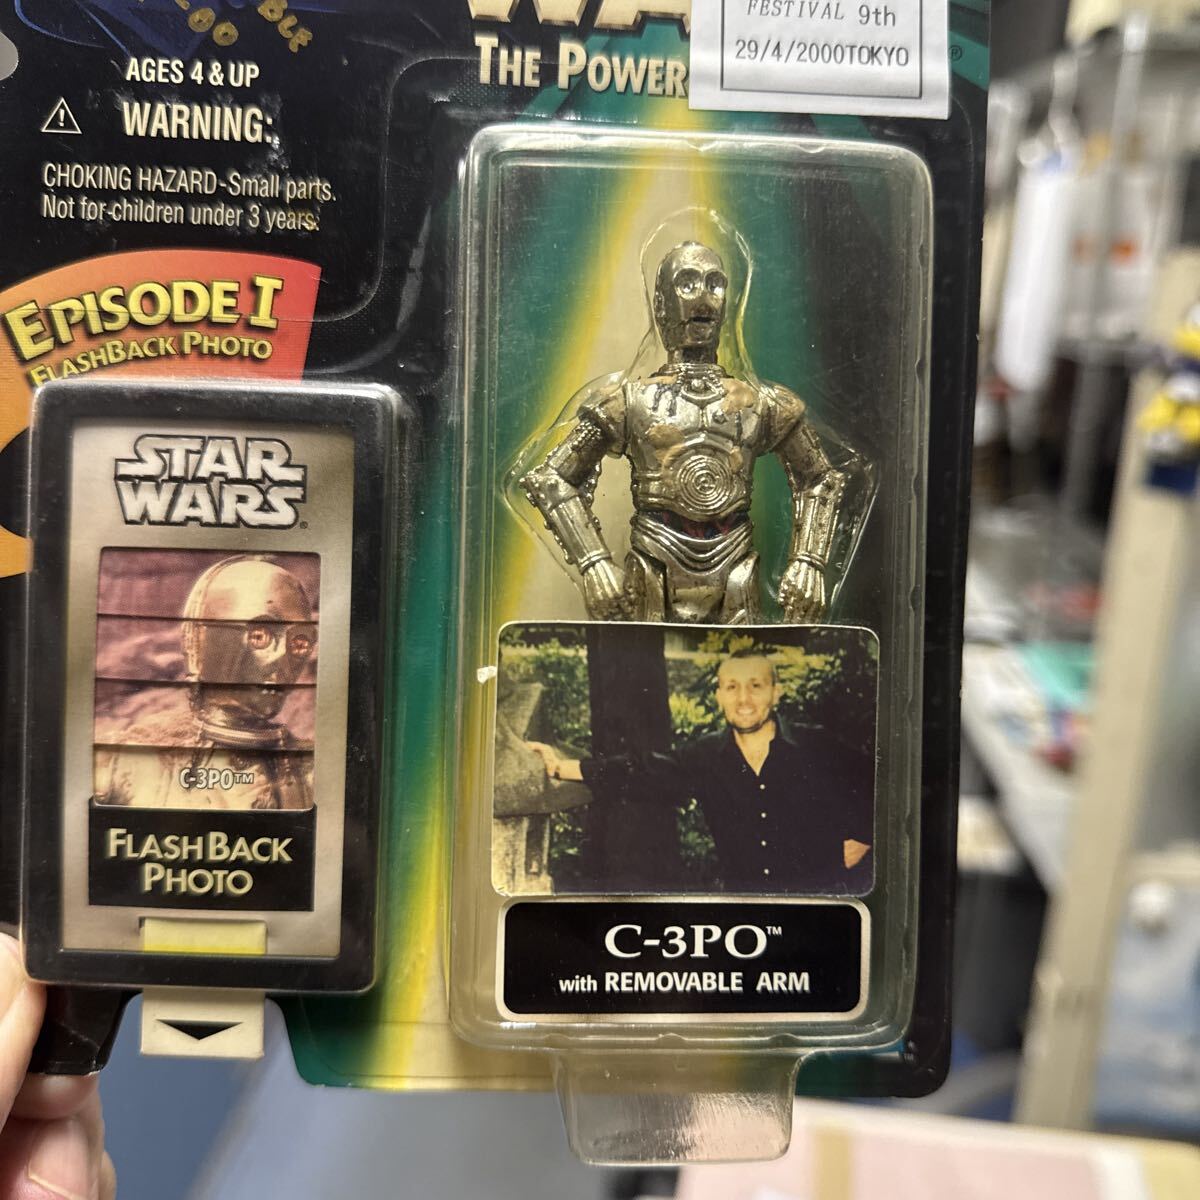 FESTIVAL 9th
29/4/2000TOKYO
THE POWER
®
AGES 4 & UP
WARNING:
CHOKING HAZARD-Small parts.
Not for children under 3 years.
EPISODE I
FLASHBACK PHOTO
STAR
WARS®
C-3PO™
FLASHBACK
PHOTO
C-3PO™
with REMOVABLE ARM